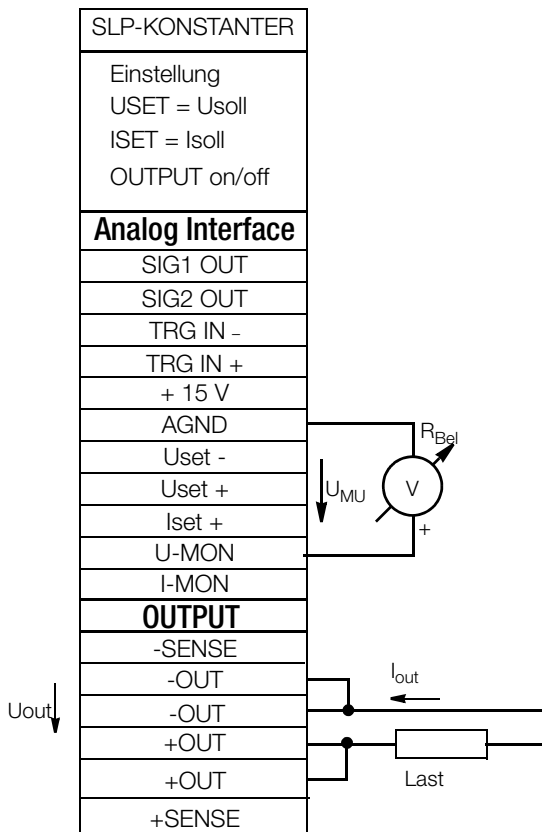 SLP-KONSTANTER
Einstellung
USET = Usoll
ISET = Isoll
OUTPUT on/off
Analog Interface
SIG1 OUT
SIG2 OUT
TRG IN –
TRG IN +
+ 15 V
AGND
Uset -
Uset +
Iset +
U-MON
I-MON
RBel
UMU
V
+
OUTPUT
-SENSE
-OUT
-OUT
+OUT
+OUT
+SENSE
Uout
Iout
Last